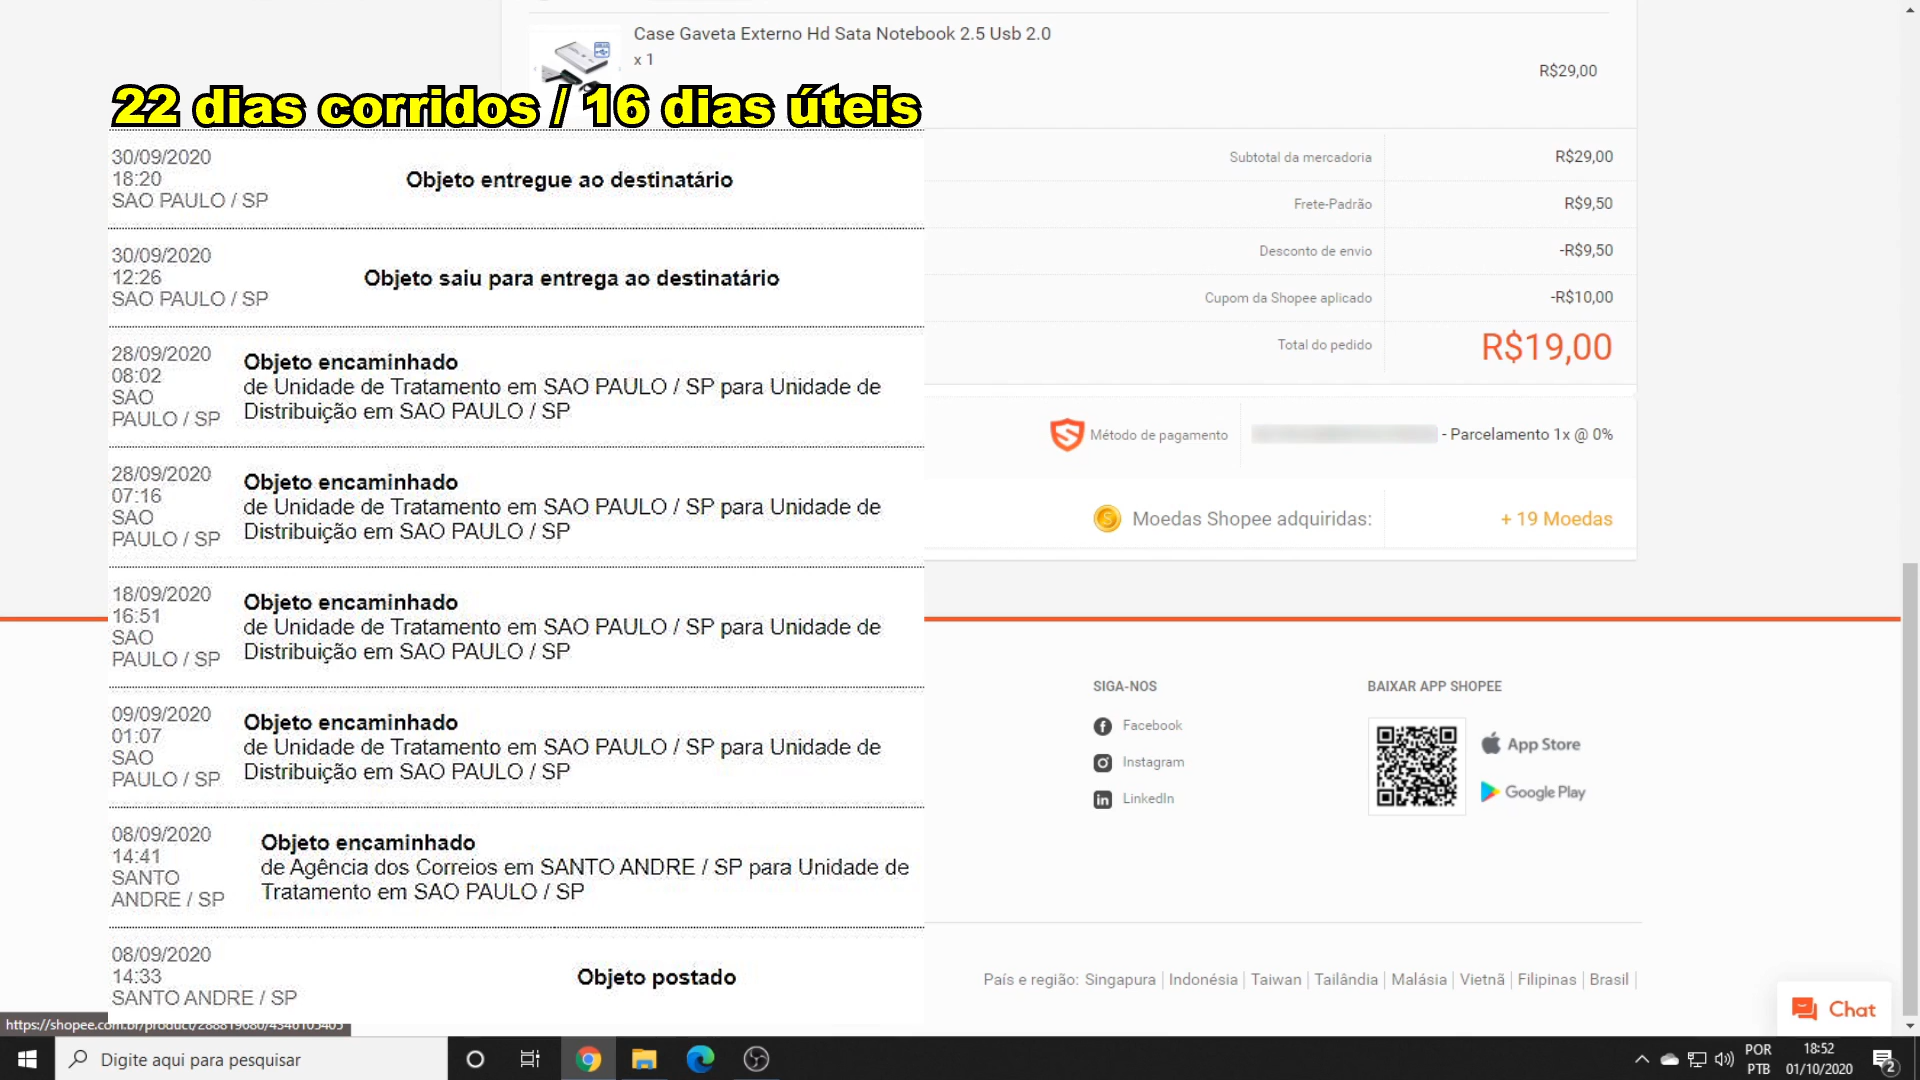 Case Gaveta Externo Hd Sata Notebook 2.5 Usb 2.0
x 1
R$29,00
22 dias corridos / 16 dias úteis
30/09/2020
18:20
SAO PAULO / SP
Objeto entregue ao destinatário
30/09/2020
12:26
SAO PAULO / SP
Objeto saiu para entrega ao destinatário
28/09/2020
08:02
SAO
PAULO / SP
Objeto encaminhado
de Unidade de Tratamento em SAO PAULO / SP para Unidade de
Distribuição em SAO PAULO / SP
28/09/2020
07:16
SAO
PAULO / SP
Objeto encaminhado
de Unidade de Tratamento em SAO PAULO / SP para Unidade de
Distribuição em SAO PAULO / SP
18/09/2020
16:51
SAO
PAULO / SP
Objeto encaminhado
de Unidade de Tratamento em SAO PAULO / SP para Unidade de
Distribuição em SAO PAULO / SP
09/09/2020
01:07
SAO
PAULO / SP
Objeto encaminhado
de Unidade de Tratamento em SAO PAULO / SP para Unidade de
Distribuição em SAO PAULO / SP
08/09/2020
14:41
SANTO
ANDRE / SP
Objeto encaminhado
de Agência dos Correios em SANTO ANDRE / SP para Unidade de
Tratamento em SAO PAULO / SP
08/09/2020
14:33
SANTO ANDRE / SP
Objeto postado
Subtotal da mercadoria R$29,00
Frete-Padrão R$9,50
Desconto de envio -R$9,50
Cupom da Shopee aplicado -R$10,00
Total do pedido R$19,00
Método de pagamento - Parcelamento 1x @ 0%
Moedas Shopee adquiridas: + 19 Moedas
SIGA-NOS
Facebook
Instagram
LinkedIn
BAIXAR APP SHOPEE
App Store
Google Play
País e região: Singapura | Indonésia | Taiwan | Tailândia | Malásia | Vietnã | Filipinas | Brasil |
Chat
Digite aqui para pesquisar
POR
PTB
18:52
01/10/2020
2